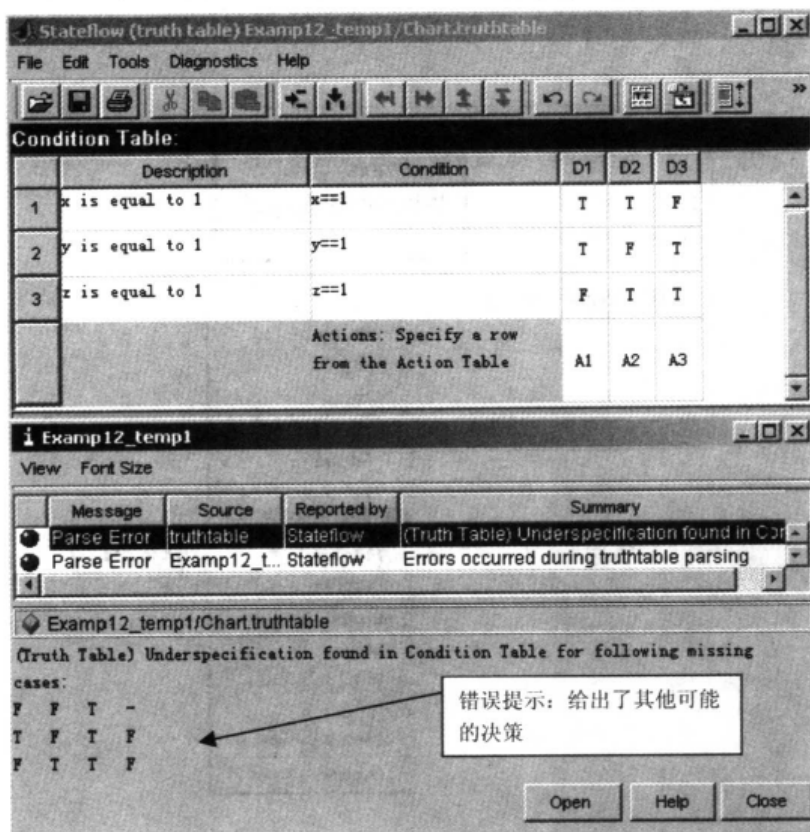 Stateflow (truth table) Examp12_temp1/Chart.truthtable
File Edit Tools Diagnostics Help
»
Condition Table:
Description Condition D1 D2 D3
1 x is equal to 1 x==1 T T F
2 y is equal to 1 y==1 T F T
3 z is equal to 1 z==1 F T T
Actions: Specify a row
from the Action Table A1 A2 A3
i Examp12_temp1
View Font Size
Message Source Reported by Summary
Parse Error truthtable Stateflow (Truth Table) Underspecification found in Cor
Parse Error Examp12_t... Stateflow Errors occurred during truthtable parsing
Examp12_temp1/Chart.truthtable
(Truth Table) Underspecification found in Condition Table for following missing
cases:
F F T -
T F T F
F T T F
错误提示：给出了其他可能
的决策
Open Help Close